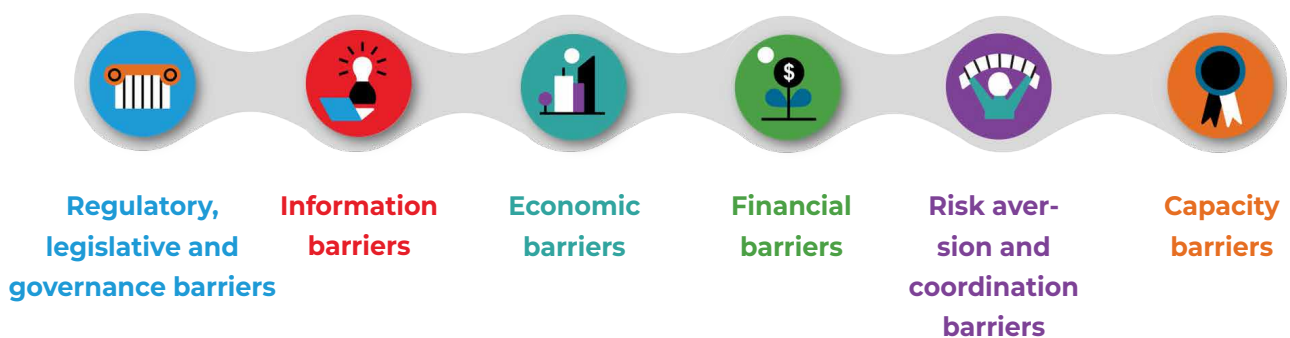 $
Regulatory,
legislative and
governance barriers
Information
barriers
Economic
barriers
Financial
barriers
Risk aver-
sion and
coordination
barriers
Capacity
barriers